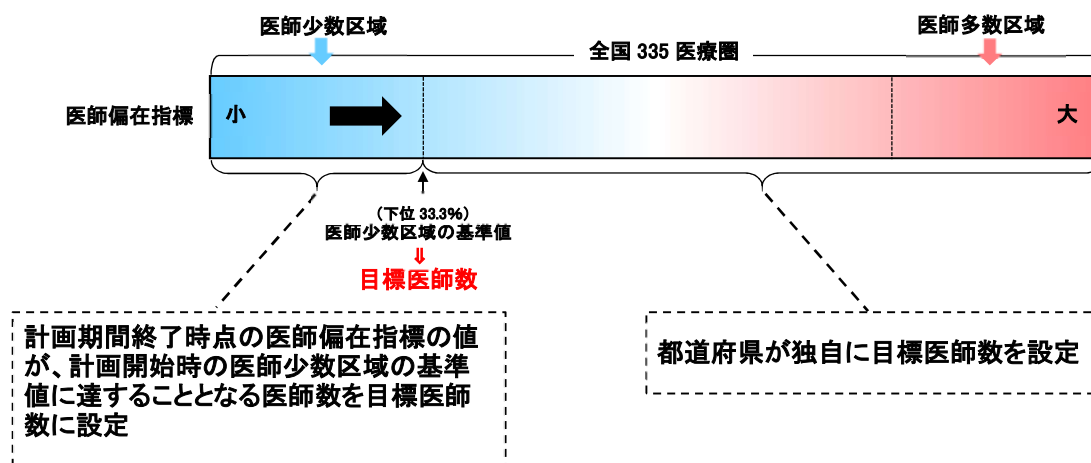 医師少数区域
医師多数区域
全国335医療圏
医師偏在指標
小
大
(下位33.3%)
医師少数区域の基準値
⇓
目標医師数
計画期間終了時点の医師偏在指標の値
が、計画開始時の医師少数区域の基準
値に達することとなる医師数を目標医師
数に設定
都道府県が独自に目標医師数を設定